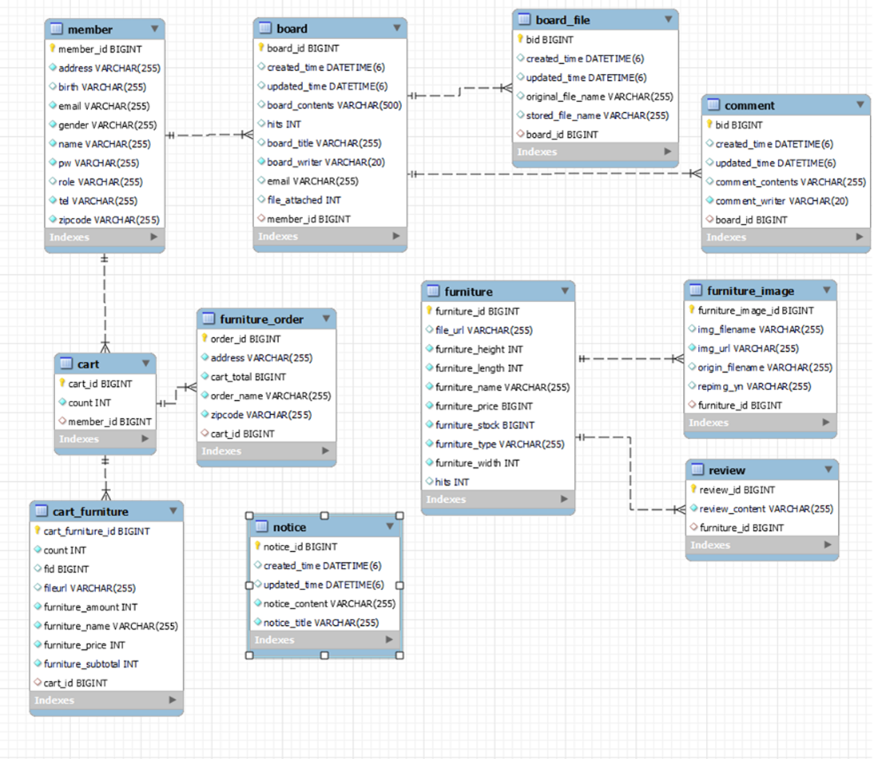 member
member_id BIGINT
address VARCHAR(255)
birth VARCHAR(255)
email VARCHAR(255)
gender VARCHAR(255)
name VARCHAR(255)
pw VARCHAR(255)
role VARCHAR(255)
tel VARCHAR(255)
zipcode VARCHAR(255)
Indexes
board
board_id BIGINT
created_time DATETIME(6)
updated_time DATETIME(6)
board_contents VARCHAR(500)
hits INT
board_title VARCHAR(255)
board_writer VARCHAR(20)
email VARCHAR(255)
file_attached INT
member_id BIGINT
Indexes
board_file
bid BIGINT
created_time DATETIME(6)
updated_time DATETIME(6)
original_file_name VARCHAR(255)
stored_file_name VARCHAR(255)
board_id BIGINT
Indexes
comment
bid BIGINT
created_time DATETIME(6)
updated_time DATETIME(6)
comment_contents VARCHAR(255)
comment_writer VARCHAR(20)
board_id BIGINT
Indexes
cart
cart_id BIGINT
count INT
member_id BIGINT
Indexes
furniture_order
order_id BIGINT
address VARCHAR(255)
cart_total BIGINT
order_name VARCHAR(255)
zipcode VARCHAR(255)
cart_id BIGINT
Indexes
furniture
furniture_id BIGINT
file_url VARCHAR(255)
furniture_height INT
furniture_length INT
furniture_name VARCHAR(255)
furniture_price BIGINT
furniture_stock BIGINT
furniture_type VARCHAR(255)
furniture_width INT
hits INT
Indexes
furniture_image
furniture_image_id BIGINT
img_filename VARCHAR(255)
img_url VARCHAR(255)
origin_filename VARCHAR(255)
repimg_yn VARCHAR(255)
furniture_id BIGINT
Indexes
review
review_id BIGINT
review_content VARCHAR(255)
furniture_id BIGINT
Indexes
cart_furniture
cart_furniture_id BIGINT
count INT
fid BIGINT
fileurl VARCHAR(255)
furniture_amount INT
furniture_name VARCHAR(255)
furniture_price INT
furniture_subtotal INT
cart_id BIGINT
Indexes
notice
notice_id BIGINT
created_time DATETIME(6)
updated_time DATETIME(6)
notice_content VARCHAR(255)
notice_title VARCHAR(255)
Indexes